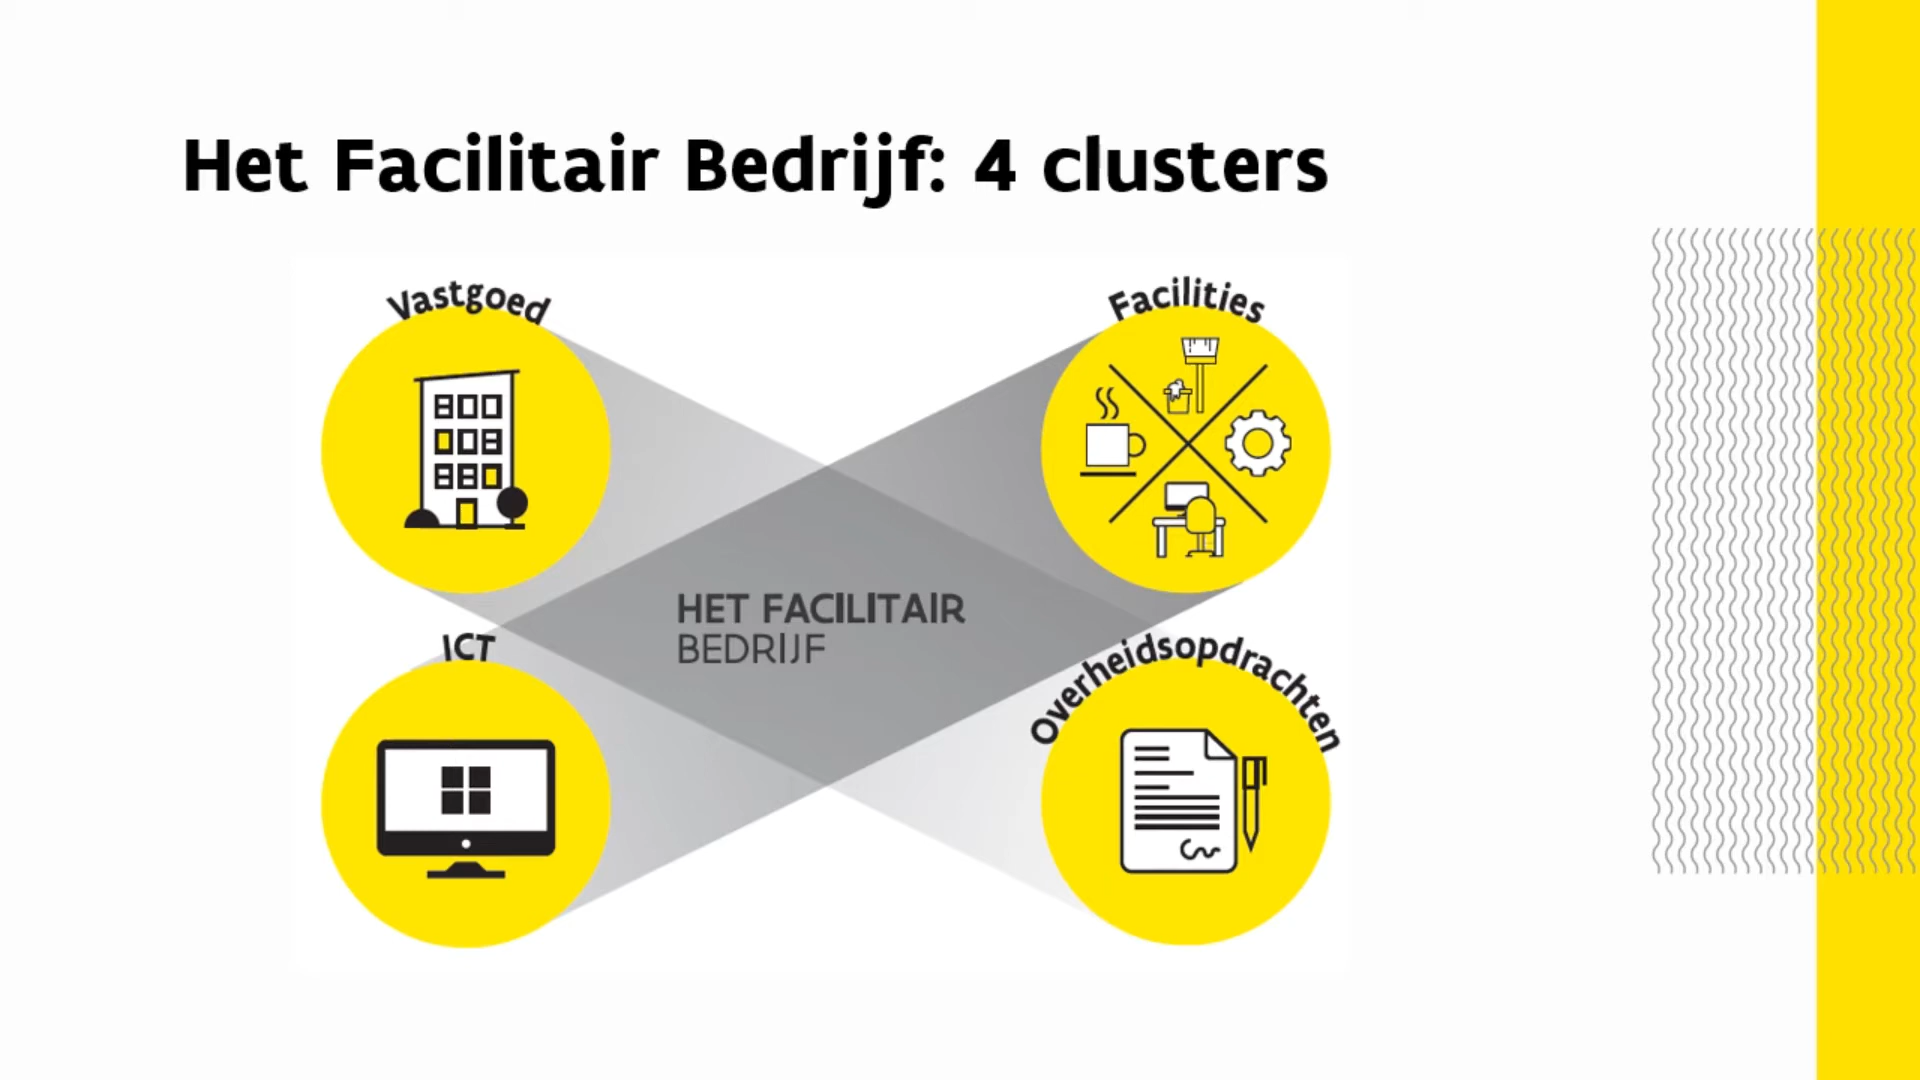 Het Facilitair Bedrijf: 4 clusters
Vastgoed
Facilities
HET FACILITAIR
BEDRIJF
ICT
Overheidsopdrachten